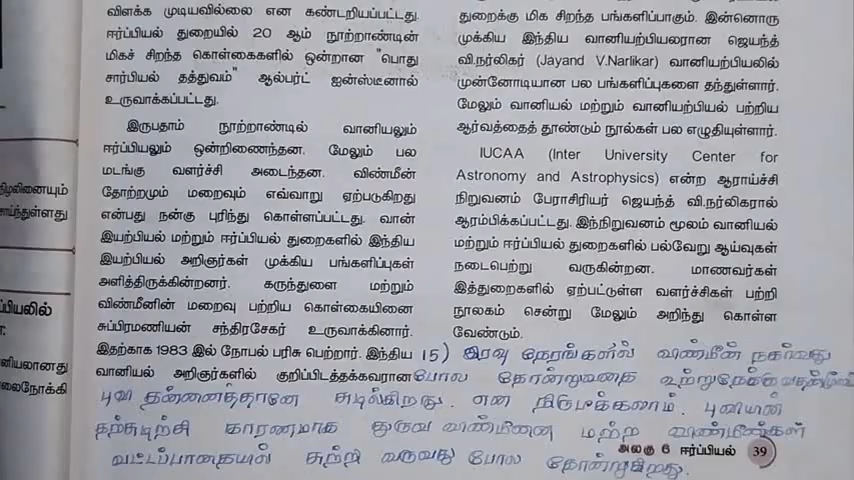 விளக்க முடியவில்லை என கண்டறியப்பட்டது.
ஈர்ப்பியல் துறையில் 20 ஆம் நூற்றாண்டின்
மிகச் சிறந்த கொள்கைகளில் ஒன்றான "பொது
சார்பியல் தத்துவம்" ஆல்பர்ட் ஐன்ஸ்டீனால்
உருவாக்கப்பட்டது.
இருபதாம் நூற்றாண்டில் வானியலும்
ஈர்ப்பியலும் ஒன்றிணைந்தன. மேலும் பல
மடங்கு வளர்ச்சி அடைந்தன. விண்மீன்
தோற்றமும் மறைவும் எவ்வாறு ஏற்படுகிறது
என்பது நன்கு புரிந்து கொள்ளப்பட்டது. வான்
இயற்பியல் மற்றும் ஈர்ப்பியல் துறைகளில் இந்திய
இயற்பியல் அறிஞர்கள் முக்கிய பங்களிப்புகள்
அளித்திருக்கின்றனர். கருந்துளை மற்றும்
விண்மீனின் மறைவு பற்றிய கொள்கையினை
சுப்பிரமணியன் சந்திரசேகர் உருவாக்கினார்.
இதற்காக 1983 இல் நோபல் பரிசு பெற்றார். இந்திய
வானியல் அறிஞர்களில் குறிப்பிடத்தக்கவரான
துறைக்கு மிக சிறந்த பங்களிப்பாகும். இன்னொரு
முக்கிய இந்திய வானியற்பியலரான ஜெயந்த்
வி.நர்லிகர் (Jayand V.Narlikar) வானியற்பியலில்
முன்னோடியான பல பங்களிப்புகளை தந்துள்ளார்.
மேலும் வானியல் மற்றும் வானியற்பியல் பற்றிய
ஆர்வத்தைத் தூண்டும் நூல்கள் பல எழுதியுள்ளார்.
IUCAA (Inter University Center for
Astronomy and Astrophysics) என்ற ஆராய்ச்சி
நிறுவனம் பேராசிரியர் ஜெயந்த் வி.நர்லிகரால்
ஆரம்பிக்கப்பட்டது. இந்நிறுவனம் மூலம் வானியல்
மற்றும் ஈர்ப்பியல் துறைகளில் பல்வேறு ஆய்வுகள்
நடைபெற்று வருகின்றன. மாணவர்கள்
இத்துறைகளில் ஏற்பட்டுள்ள வளர்ச்சிகள் பற்றி
நூலகம் சென்று மேலும் அறிந்து கொள்ள
வேண்டும்.
15) இரவு நேரங்களில் விண்மீன் நகர்வது
போல தோன்றுவதை உற்றுநோக்குவதன்மூலம்
புவி தன்னைத்தானே சுடில்கிறது. என நிருபிக்கலாம். புவியின்
தற்சுழற்சி காரணமாக துருவ விண்மீனை மற்ற விண்மீன்கள்
வட்டப்பாதையில் சுற்றி வருவது போல தோன்றுகிறது.
அலகு 6 ஈர்ப்பியல் 39
பியலில்
னியலானது
லைநோக்கி
நிழலினையும்
சாய்ந்துள்ளது